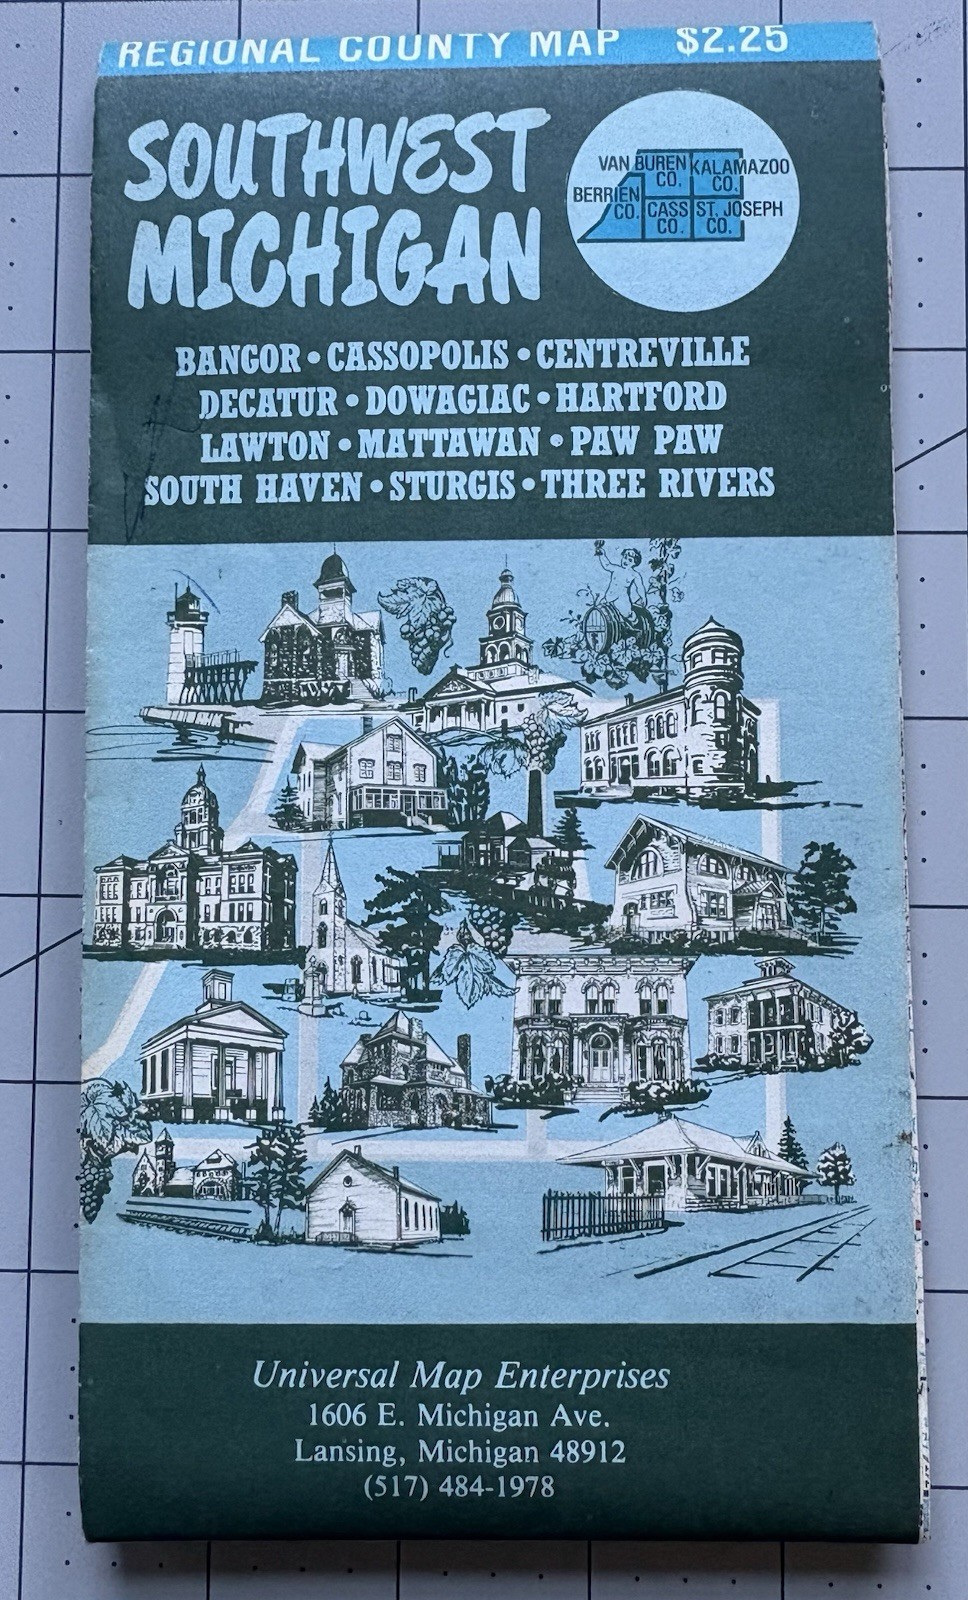 REGIONAL COUNTY MAP $2.25
SOUTHWEST
MICHIGAN
VAN BUREN CO.
KALAMAZOO CO.
BERRIEN CO.
CASS CO.
ST. JOSEPH CO.
BANGOR • CASSOPOLIS • CENTREVILLE
DECATUR • DOWAGIAC • HARTFORD
LAWTON • MATTAWAN • PAW PAW
SOUTH HAVEN • STURGIS • THREE RIVERS
Universal Map Enterprises
1606 E. Michigan Ave.
Lansing, Michigan 48912
(517) 484-1978